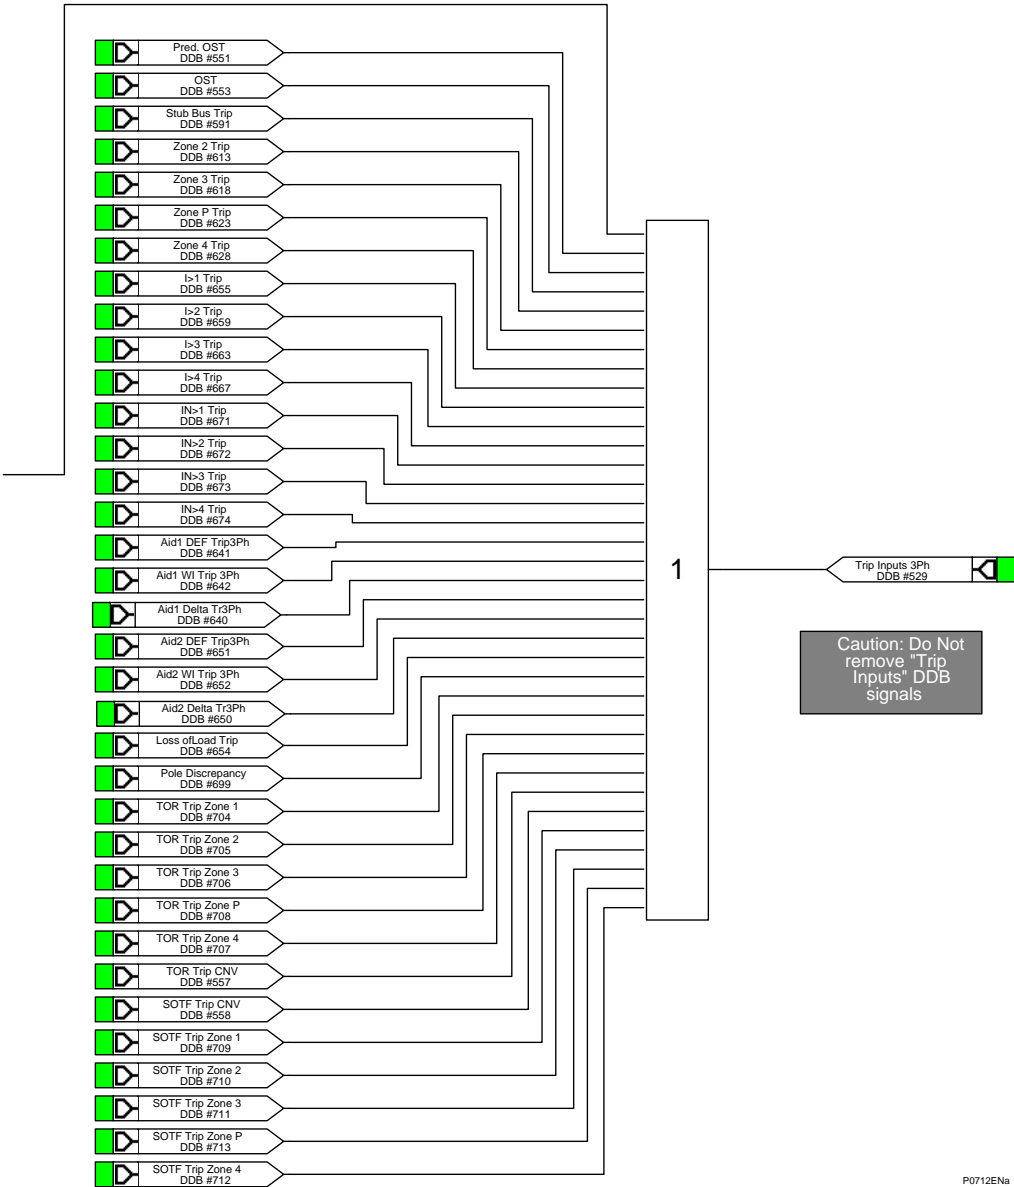 Pred. OST
DDB #551
OST
DDB #553
Stub Bus Trip
DDB #591
Zone 2 Trip
DDB #613
Zone 3 Trip
DDB #618
Zone P Trip
DDB #623
Zone 4 Trip
DDB #628
I>1 Trip
DDB #655
I>2 Trip
DDB #659
I>3 Trip
DDB #663
I>4 Trip
DDB #667
IN>1 Trip
DDB #671
IN>2 Trip
DDB #672
IN>3 Trip
DDB #673
IN>4 Trip
DDB #674
Aid1 DEF Trip3Ph
DDB #641
Aid1 WI Trip 3Ph
DDB #642
Aid1 Delta Tr3Ph
DDB #640
Aid2 DEF Trip3Ph
DDB #651
Aid2 WI Trip 3Ph
DDB #652
Aid2 Delta Tr3Ph
DDB #650
Loss ofLoad Trip
DDB #654
Pole Discrepancy
DDB #699
TOR Trip Zone 1
DDB #704
TOR Trip Zone 2
DDB #705
TOR Trip Zone 3
DDB #706
TOR Trip Zone P
DDB #708
TOR Trip Zone 4
DDB #707
TOR Trip CNV
DDB #557
SOTF Trip CNV
DDB #558
SOTF Trip Zone 1
DDB #709
SOTF Trip Zone 2
DDB #710
SOTF Trip Zone 3
DDB #711
SOTF Trip Zone P
DDB #713
SOTF Trip Zone 4
DDB #712
1
Trip Inputs 3Ph
DDB #529
Caution: Do Not
remove "Trip
Inputs" DDB
signals
P0712ENa